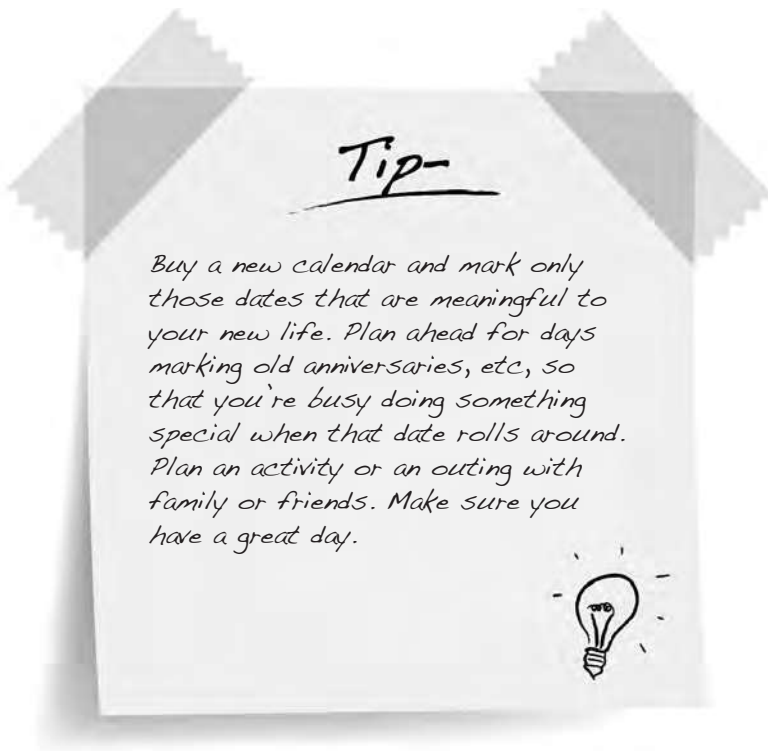 Tip-
Buy a new calendar and mark only
those dates that are meaningful to
your new life. Plan ahead for days
marking old anniversaries, etc, so
that you're busy doing something
special when that date rolls around.
Plan an activity or an outing with
family or friends. Make sure you
have a great day.